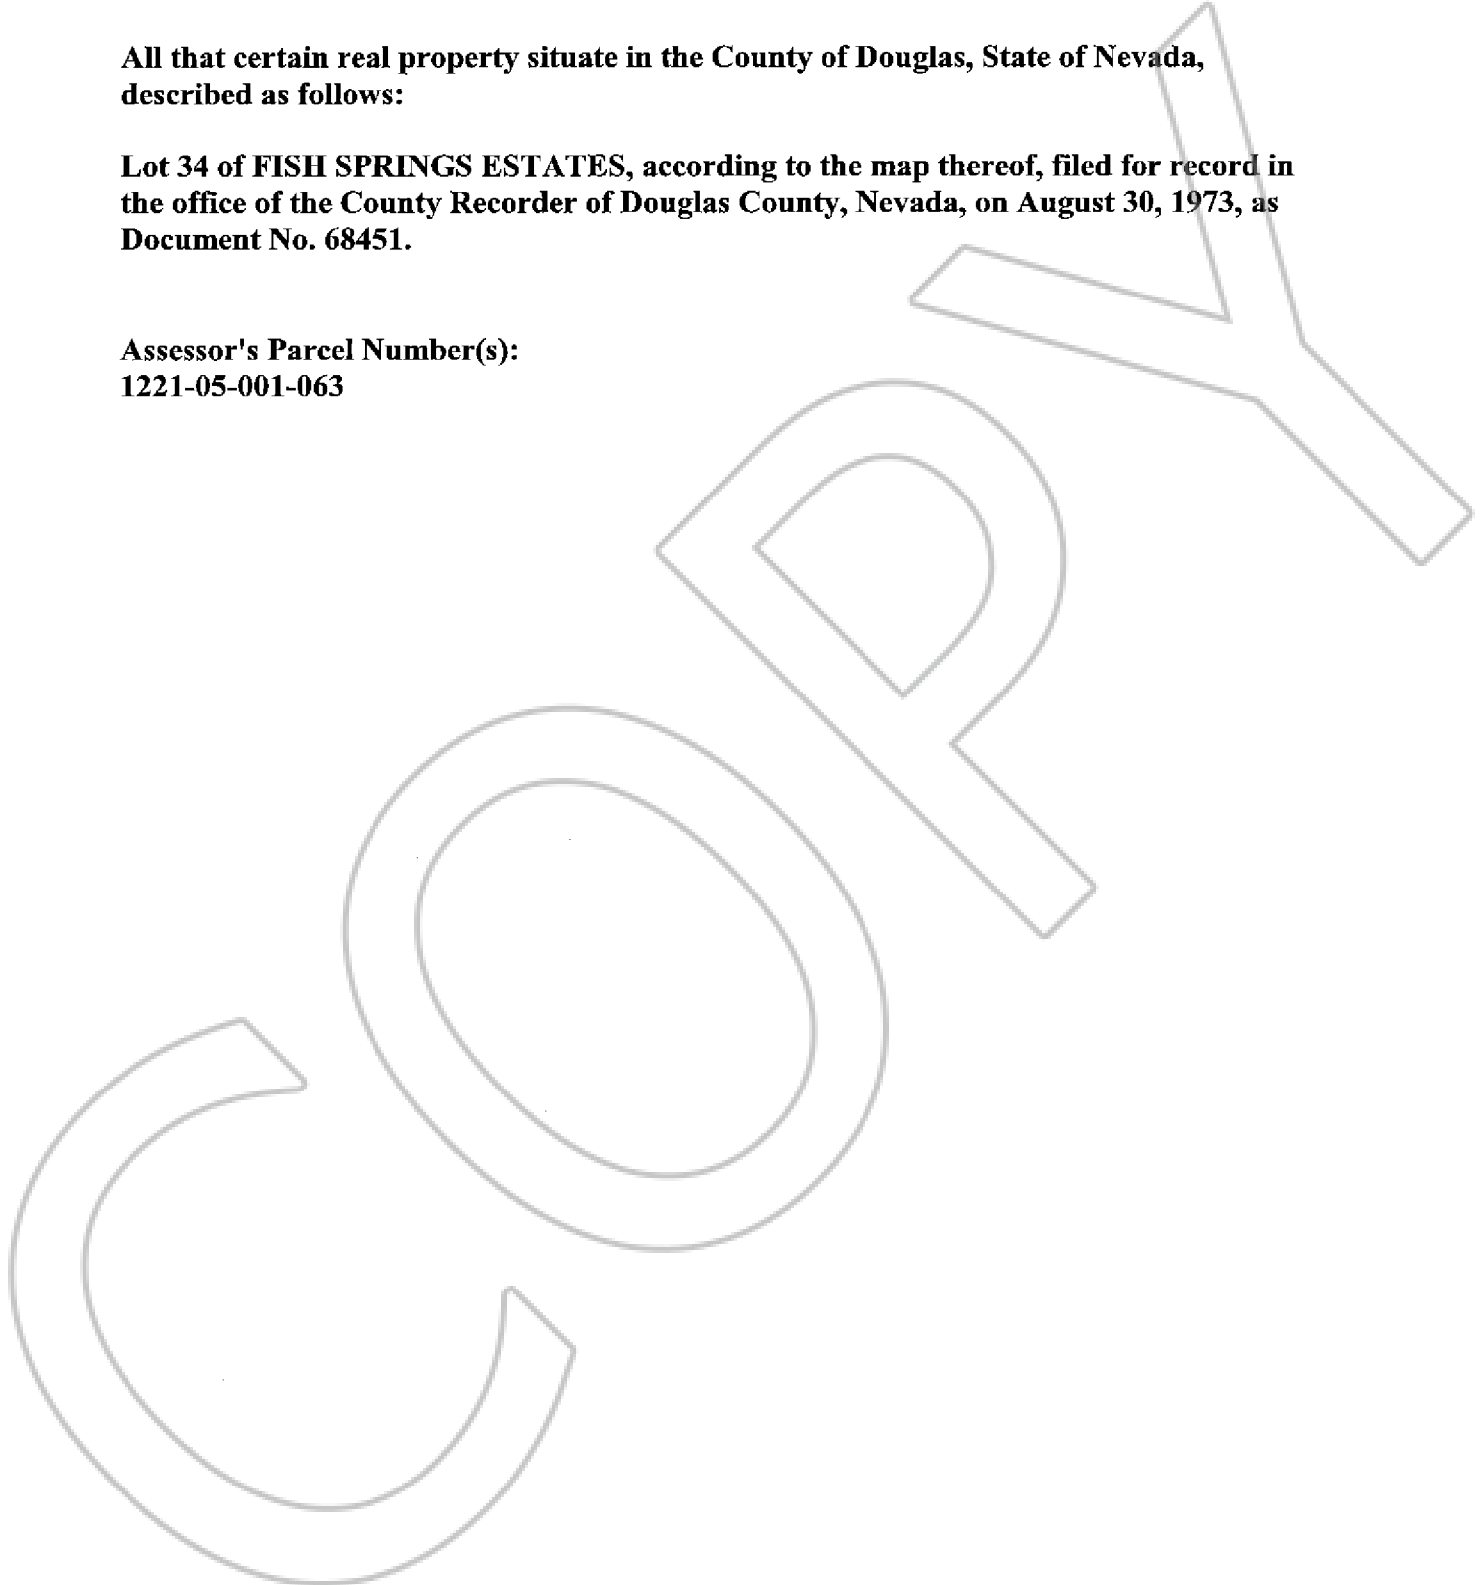 All that certain real property situate in the County of Douglas, State of Nevada,
described as follows:
Lot 34 of FISH SPRINGS ESTATES, according to the map thereof, filed for record in
the office of the County Recorder of Douglas County, Nevada, on August 30, 1973, as
Document No. 68451.
Assessor's Parcel Number(s):
1221-05-001-063
COPY